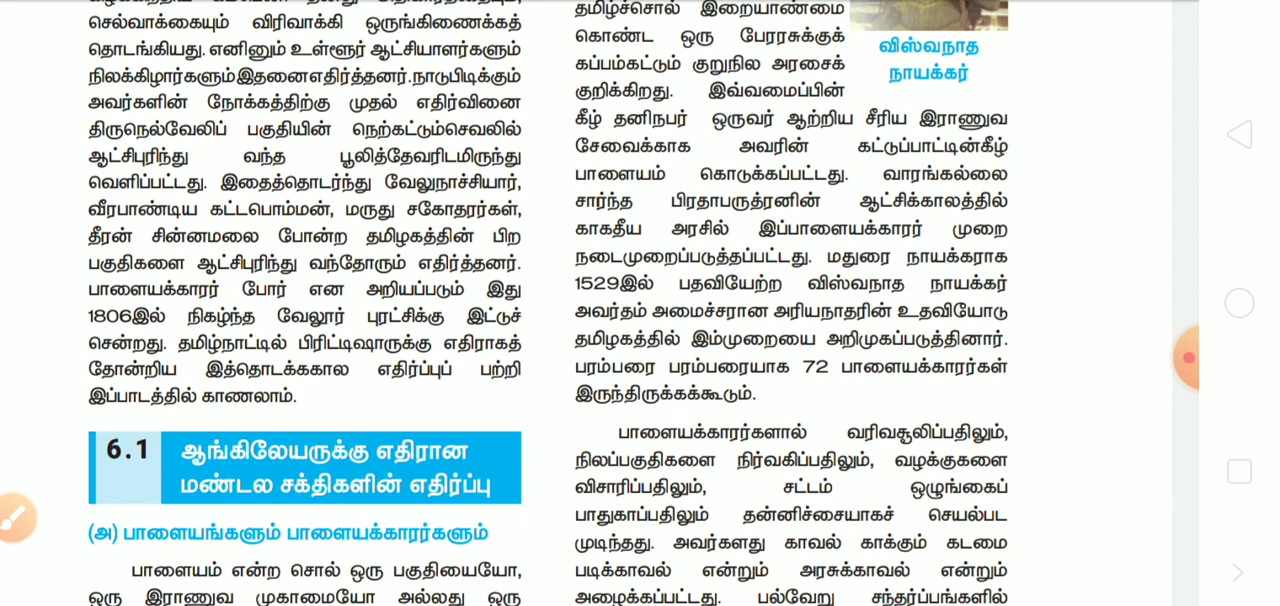 செல்வாக்கையும் விரிவாக்கி ஒருங்கிணைக்கத்
தொடங்கியது. எனினும் உள்ளூர் ஆட்சியாளர்களும்
நிலக்கிழார்களும்இதனைஎதிர்த்தனர்.நாடுபிடிக்கும்
அவர்களின் நோக்கத்திற்கு முதல் எதிர்வினை
திருநெல்வேலிப் பகுதியின் நெற்கட்டும்செவலில்
ஆட்சிபுரிந்து வந்த பூலித்தேவரிடமிருந்து
வெளிப்பட்டது. இதைத்தொடர்ந்து வேலுநாச்சியார்,
வீரபாண்டிய கட்டபொம்மன், மருது சகோதரர்கள்,
தீரன் சின்னமலை போன்ற தமிழகத்தின் பிற
பகுதிகளை ஆட்சிபுரிந்து வந்தோரும் எதிர்த்தனர்.
பாளையக்காரர் போர் என அறியப்படும் இது
1806இல் நிகழ்ந்த வேலூர் புரட்சிக்கு இட்டுச்
சென்றது. தமிழ்நாட்டில் பிரிட்டிஷாருக்கு எதிராகத்
தோன்றிய இத்தொடக்ககால எதிர்ப்புப் பற்றி
இப்பாடத்தில் காணலாம்.
6.1 ஆங்கிலேயருக்கு எதிரான
மண்டல சக்திகளின் எதிர்ப்பு
(அ) பாளையங்களும் பாளையக்காரர்களும்
பாளையம் என்ற சொல் ஒரு பகுதியையோ,
ஒரு இராணுவ முகாமையோ அல்லது ஒரு
தமிழ்ச்சொல் இறையாண்மை
கொண்ட ஒரு பேரரசுக்குக்
கப்பம்கட்டும் குறுநில அரசைக்
குறிக்கிறது. இவ்வமைப்பின்
விஸ்வநாத
நாயக்கர்
கீழ் தனிநபர் ஒருவர் ஆற்றிய சீரிய இராணுவ
சேவைக்காக அவரின் கட்டுப்பாட்டின்கீழ்
பாளையம் கொடுக்கப்பட்டது. வாரங்கல்லை
சார்ந்த பிரதாபருத்ரனின் ஆட்சிக்காலத்தில்
காகதீய அரசில் இப்பாளையக்காரர் முறை
நடைமுறைப்படுத்தப்பட்டது. மதுரை நாயக்கராக
1529இல் பதவியேற்ற விஸ்வநாத நாயக்கர்
அவர்தம் அமைச்சரான அரியநாதரின் உதவியோடு
தமிழகத்தில் இம்முறையை அறிமுகப்படுத்தினார்.
பரம்பரை பரம்பரையாக 72 பாளையக்காரர்கள்
இருந்திருக்கக்கூடும்.
பாளையக்காரர்களால் வரிவசூலிப்பதிலும்,
நிலப்பகுதிகளை நிர்வகிப்பதிலும், வழக்குகளை
விசாரிப்பதிலும், சட்டம் ஒழுங்கைப்
பாதுகாப்பதிலும் தன்னிச்சையாகச் செயல்பட
முடிந்தது. அவர்களது காவல் காக்கும் கடமை
படிக்காவல் என்றும் அரசுக்காவல் என்றும்
அழைக்கப்பட்டது. பல்வேறு சந்தர்ப்பங்களில்